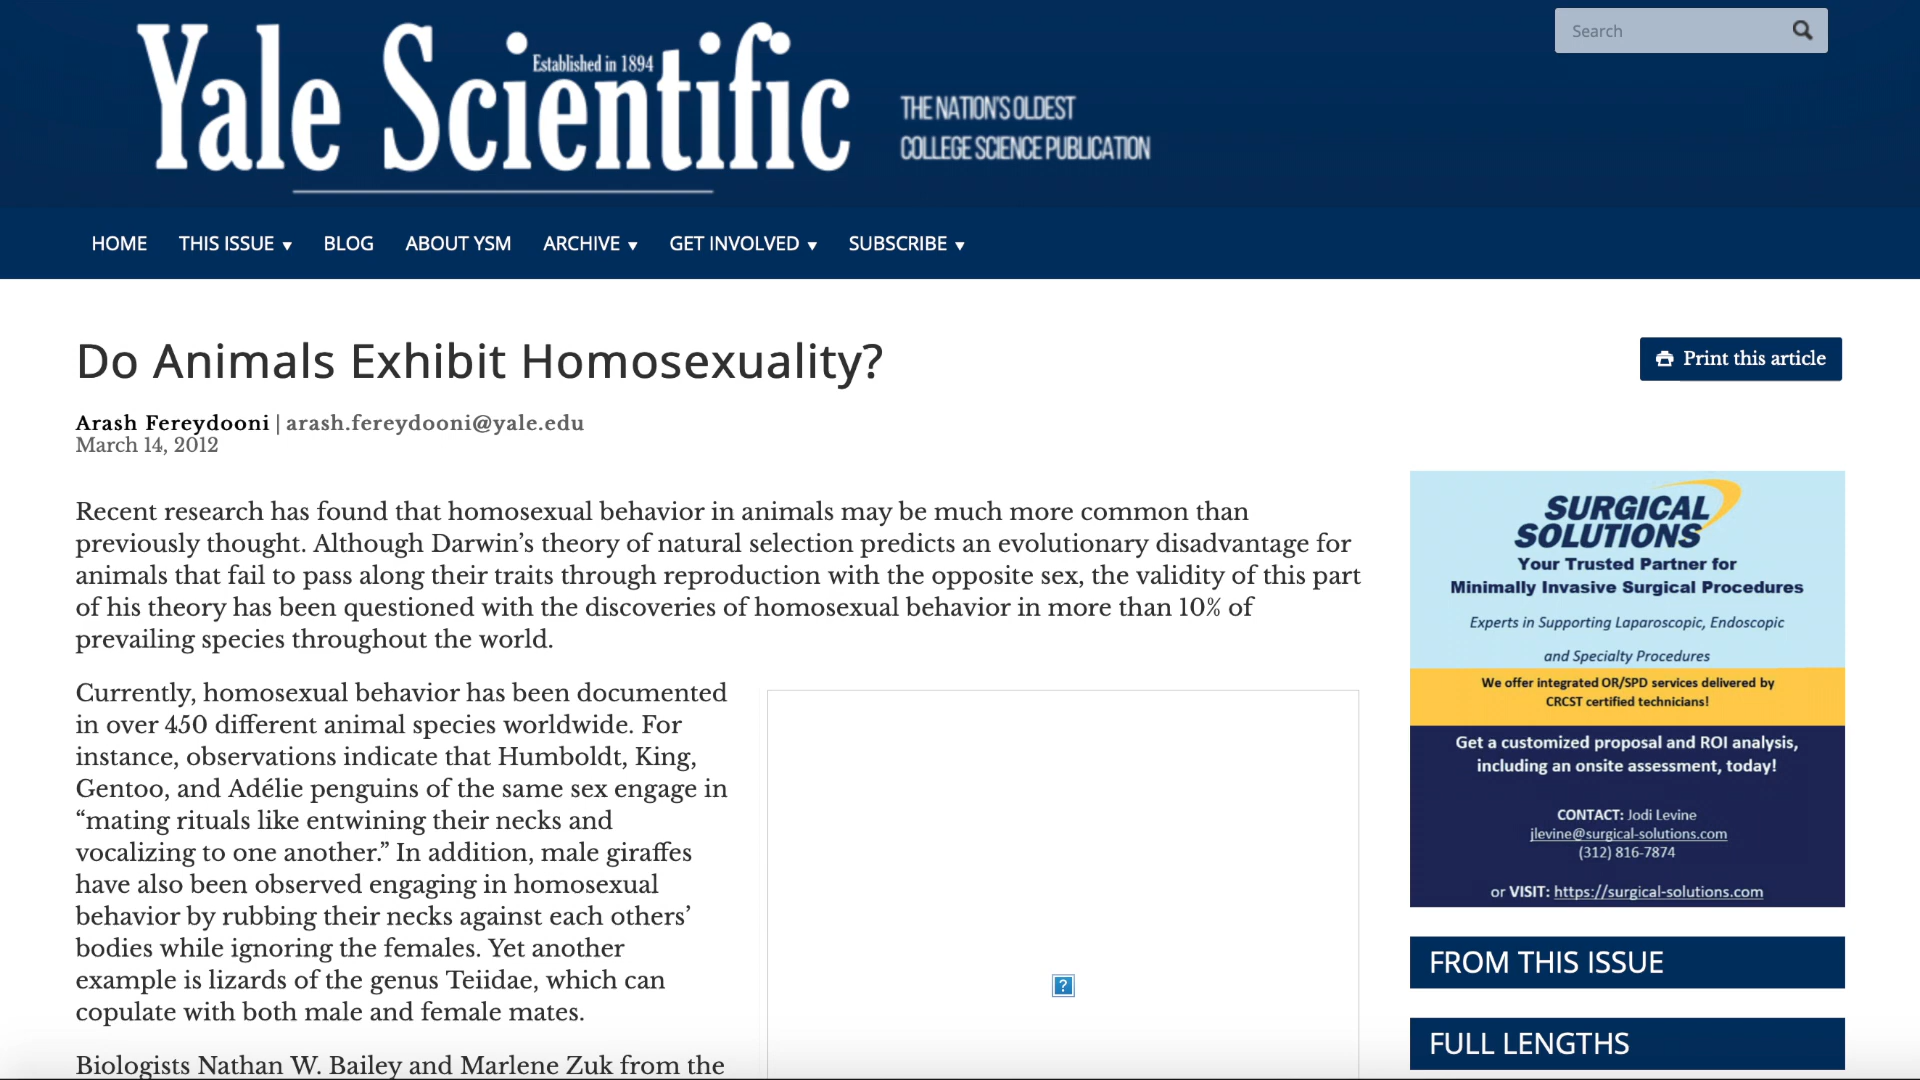 Yale Scientific
Established in 1894
THE NATION'S OLDEST
COLLEGE SCIENCE PUBLICATION
Search
HOME THIS ISSUE ▼ BLOG ABOUT YSM ARCHIVE ▼ GET INVOLVED ▼ SUBSCRIBE ▼
Do Animals Exhibit Homosexuality?
Print this article
Arash Fereydooni | arash.fereydooni@yale.edu
March 14, 2012
Recent research has found that homosexual behavior in animals may be much more common than
previously thought. Although Darwin’s theory of natural selection predicts an evolutionary disadvantage for
animals that fail to pass along their traits through reproduction with the opposite sex, the validity of this part
of his theory has been questioned with the discoveries of homosexual behavior in more than 10% of
prevailing species throughout the world.
Currently, homosexual behavior has been documented
in over 450 different animal species worldwide. For
instance, observations indicate that Humboldt, King,
Gentoo, and Adélie penguins of the same sex engage in
“mating rituals like entwining their necks and
vocalizing to one another.” In addition, male giraffes
have also been observed engaging in homosexual
behavior by rubbing their necks against each others’
bodies while ignoring the females. Yet another
example is lizards of the genus Teiidae, which can
copulate with both male and female mates.
Biologists Nathan W. Bailey and Marlene Zuk from the
?
SURGICAL
SOLUTIONS
Your Trusted Partner for
Minimally Invasive Surgical Procedures
Experts in Supporting Laparoscopic, Endoscopic
and Specialty Procedures
We offer integrated OR/SPD services delivered by
CRCST certified technicians!
Get a customized proposal and ROI analysis,
including an onsite assessment, today!
CONTACT: Jodi Levine
jlevine@surgical-solutions.com
(312) 816-7874
or VISIT: https://surgical-solutions.com
FROM THIS ISSUE
FULL LENGTHS